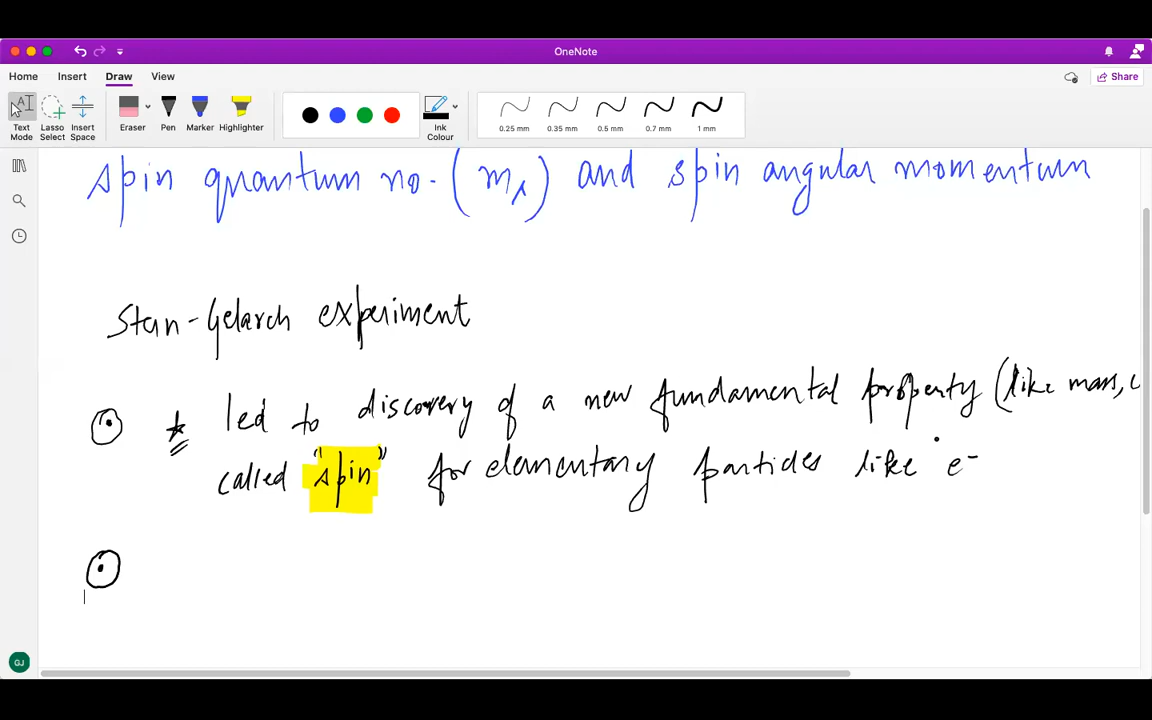 OneNote
Home Insert Draw View
Share
Text Mode
Lasso Select
Insert Space
Eraser
Pen
Marker
Highlighter
Ink Colour
0.25 mm
0.35 mm
0.5 mm
0.7 mm
1 mm
spin quantum no. (ms) and spin angular momentum
Stern-Gelarch experiment
led to discovery of a new fundamental property (like mass, c
called "spin" for elementary particles like e-
GJ